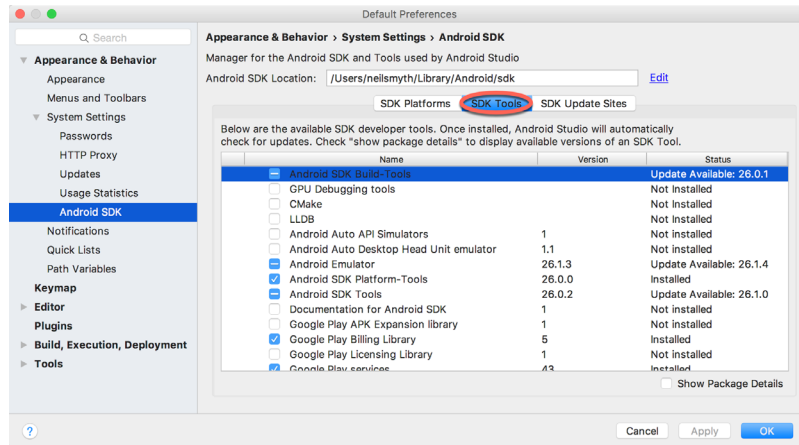 Default Preferences
Search
Appearance & Behavior
Appearance
Menus and Toolbars
System Settings
Passwords
HTTP Proxy
Updates
Usage Statistics
Android SDK
Notifications
Quick Lists
Path Variables
Keymap
Editor
Plugins
Build, Execution, Deployment
Tools
Appearance & Behavior › System Settings › Android SDK
Manager for the Android SDK and Tools used by Android Studio
Android SDK Location: /Users/neilsmyth/Library/Android/sdk Edit
SDK Platforms SDK Tools SDK Update Sites
Below are the available SDK developer tools. Once installed, Android Studio will automatically
check for updates. Check "show package details" to display available versions of an SDK Tool.
Name Version Status
Android SDK Build-Tools Update Available: 26.0.1
GPU Debugging tools Not Installed
CMake Not Installed
LLDB Not Installed
Android Auto API Simulators 1 Not installed
Android Auto Desktop Head Unit emulator 1.1 Not installed
Android Emulator 26.1.3 Update Available: 26.1.4
Android SDK Platform-Tools 26.0.0 Installed
Android SDK Tools 26.0.2 Update Available: 26.1.0
Documentation for Android SDK 1 Not installed
Google Play APK Expansion library 1 Not installed
Google Play Billing Library 5 Installed
Google Play Licensing Library 1 Not installed
Google Play services 43 Installed
Show Package Details
? Cancel Apply OK